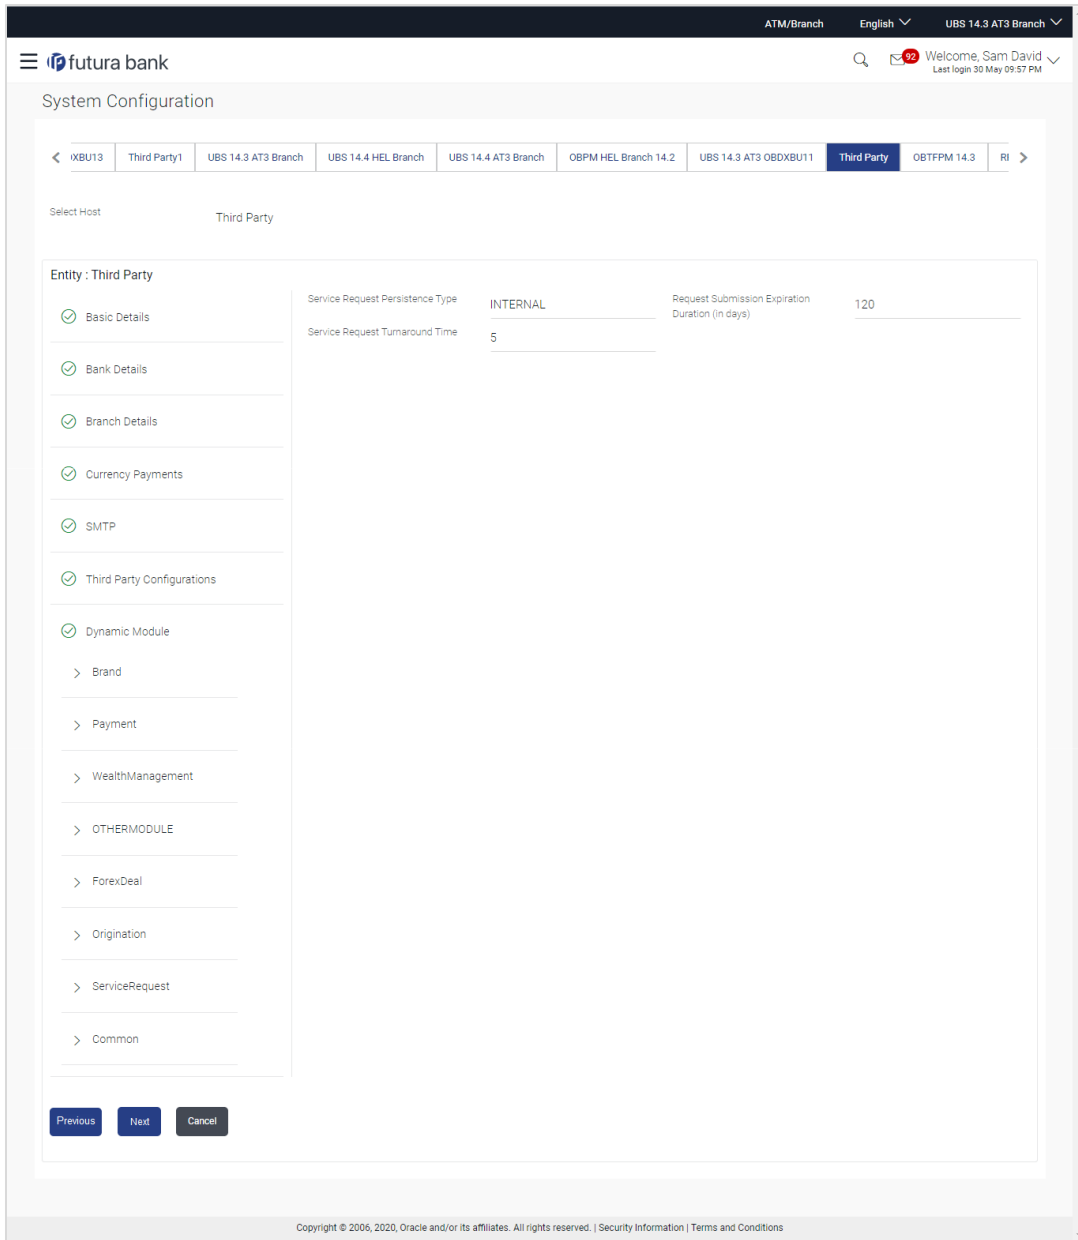 ATM/Branch English UBS 14.3 AT3 Branch
futura bank 92 Welcome, Sam David
Last login 30 May 09:57 PM
System Configuration
XBU13 Third Party1 UBS 14.3 AT3 Branch UBS 14.4 HEL Branch UBS 14.4 AT3 Branch OBPM HEL Branch 14.2 UBS 14.3 AT3 OBDXBU11 Third Party OBTFPM 14.3
Select Host Third Party
Entity : Third Party
Service Request Persistence Type INTERNAL Request Submission Expiration Duration (In days) 120
Service Request Turnaround Time 5
Basic Details
Bank Details
Branch Details
Currency Payments
SMTP
Third Party Configurations
Dynamic Module
Brand
Payment
WealthManagement
OTHERMODULE
ForexDeal
Origination
ServiceRequest
Common
Previous Next Cancel
Copyright © 2006, 2020, Oracle and/or its affiliates. All rights reserved. | Security Information | Terms and Conditions